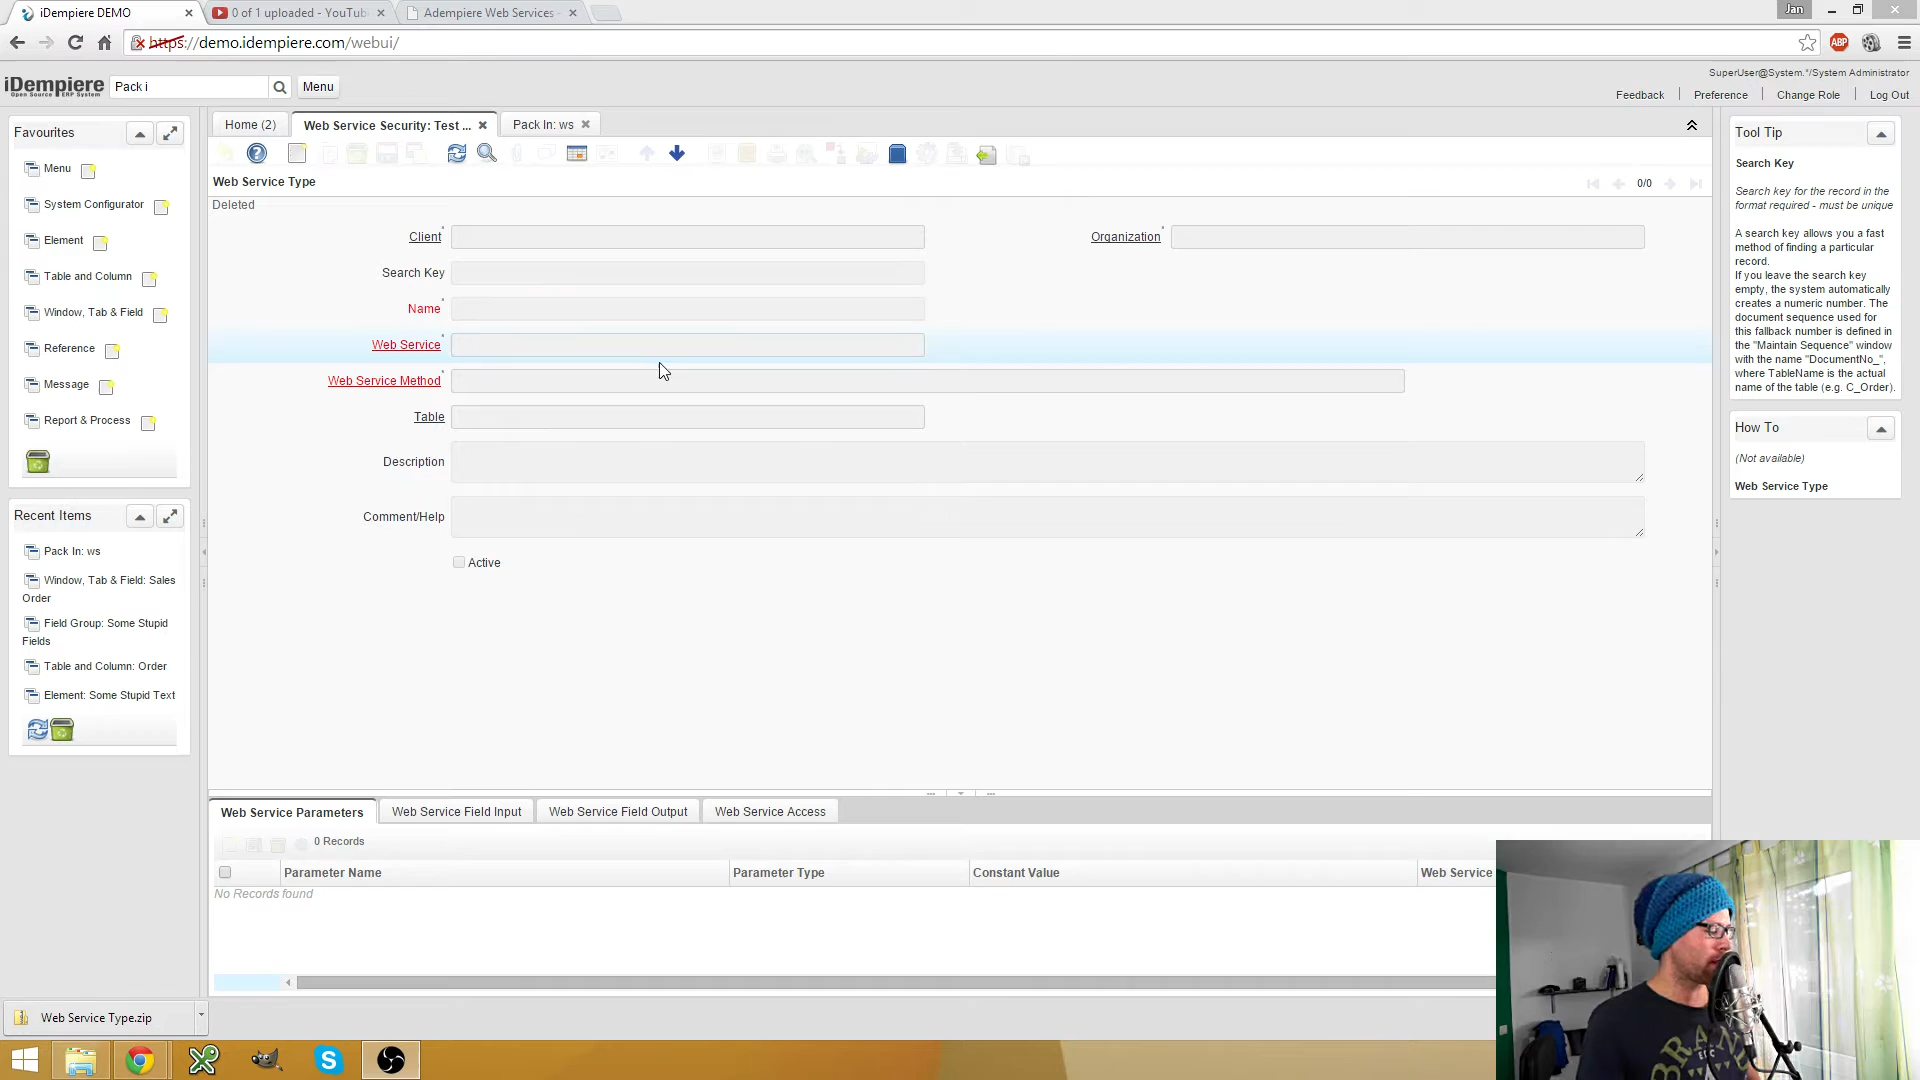 iDempiere DEMO
0 of 1 uploaded - YouTub
Adempiere Web Services -
Jan
https://demo.idempiere.com/webui/
ABP
iDempiere
Open Source ERP System
Pack i
Menu
SuperUser@System.*/System Administrator
Feedback
Preference
Change Role
Log Out
Favourites
Menu
System Configurator
Element
Table and Column
Window, Tab & Field
Reference
Message
Report & Process
Recent Items
Pack In: ws
Window, Tab & Field: Sales
Order
Field Group: Some Stupid
Fields
Table and Column: Order
Element: Some Stupid Text
Home (2)
Web Service Security: Test ...
Pack In: ws
Web Service Type
0/0
Deleted
Client
Organization
Search Key
Name
Web Service
Web Service Method
Table
Description
Comment/Help
Active
Web Service Parameters
Web Service Field Input
Web Service Field Output
Web Service Access
0 Records
Parameter Name
Parameter Type
Constant Value
Web Service
No Records found
Tool Tip
Search Key
Search key for the record in the
format required - must be unique
A search key allows you a fast
method of finding a particular
record.
If you leave the search key
empty, the system automatically
creates a numeric number. The
document sequence used for
this fallback number is defined in
the "Maintain Sequence" window
with the name "DocumentNo_",
where TableName is the actual
name of the table (e.g. C_Order).
How To
(Not available)
Web Service Type
Web Service Type.zip